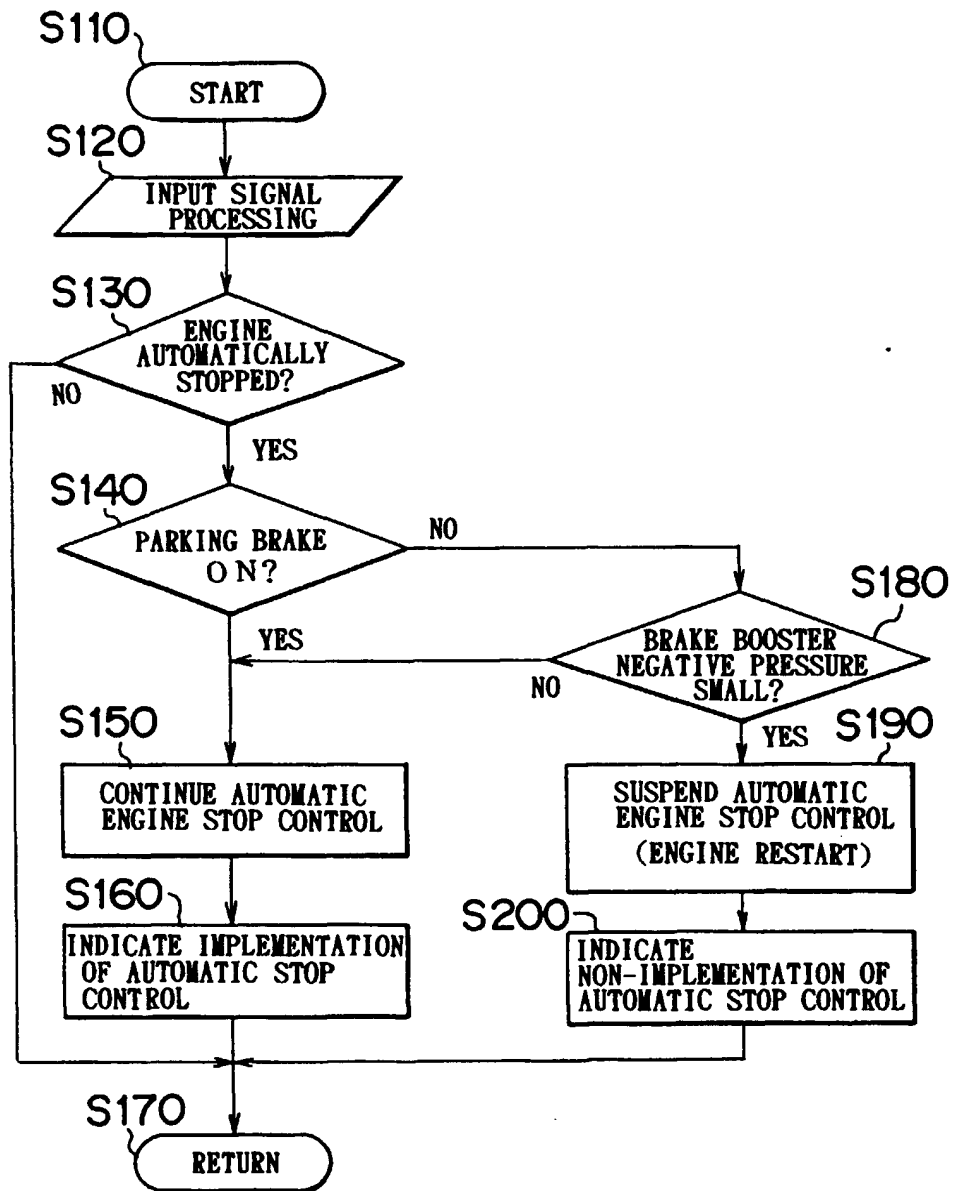 S110
START
S120
INPUT SIGNAL
PROCESSING
S130
ENGINE
AUTOMATICALLY
STOPPED?
NO
YES
S140
PARKING BRAKE
ON?
NO
YES
S180
BRAKE BOOSTER
NEGATIVE PRESSURE
SMALL?
NO
YES
S150
CONTINUE AUTOMATIC
ENGINE STOP CONTROL
S190
SUSPEND AUTOMATIC
ENGINE STOP CONTROL
(ENGINE RESTART)
S160
INDICATE IMPLEMENTATION
OF AUTOMATIC STOP
CONTROL
S200
INDICATE
NON-IMPLEMENTATION OF
AUTOMATIC STOP CONTROL
S170
RETURN